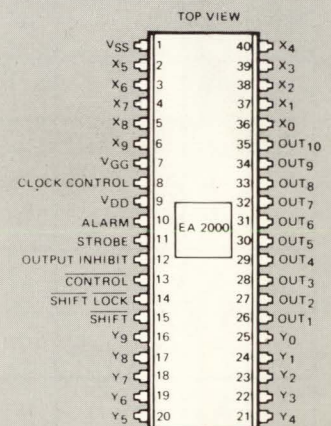 TOP VIEW
VSS 1 40 X4
X5 2 39 X3
X6 3 38 X2
X7 4 37 X1
X8 5 36 X0
X9 6 35 OUT10
VGG 7 34 OUT9
CLOCK CONTROL 8 33 OUT8
VDD 9 32 OUT7
ALARM 10 EA 2000 31 OUT6
STROBE 11 30 OUT5
OUTPUT INHIBIT 12 29 OUT4
CONTROL 13 28 OUT3
SHIFT LOCK 14 27 OUT2
SHIFT 15 26 OUT1
Y9 16 25 Y0
Y8 17 24 Y1
Y7 18 23 Y2
Y6 19 22 Y3
Y5 20 21 Y4